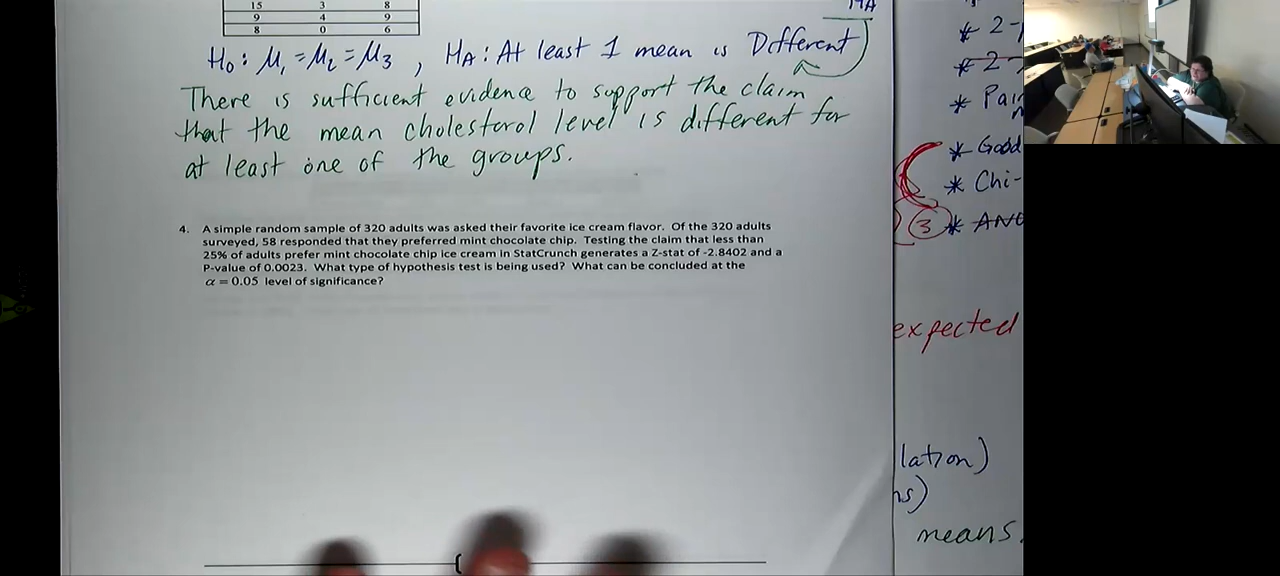 15 3 8
9 4 9
8 0 6
HA
H₀: μ₁ = μ₂ = μ₃ , HA: At least 1 mean is Different
There is sufficient evidence to support the claim
that the mean cholesterol level is different for
at least one of the groups.
4. A simple random sample of 320 adults was asked their favorite ice cream flavor. Of the 320 adults
surveyed, 58 responded that they preferred mint chocolate chip. Testing the claim that less than
25% of adults prefer mint chocolate chip ice cream in StatCrunch generates a Z-stat of -2.8402 and a
P-value of 0.0023. What type of hypothesis test is being used? What can be concluded at the
α = 0.05 level of significance?
* 2-
* 2-
* Pai
* Good
* Chi-
3 * ANO
expected
lation)
ns)
means.